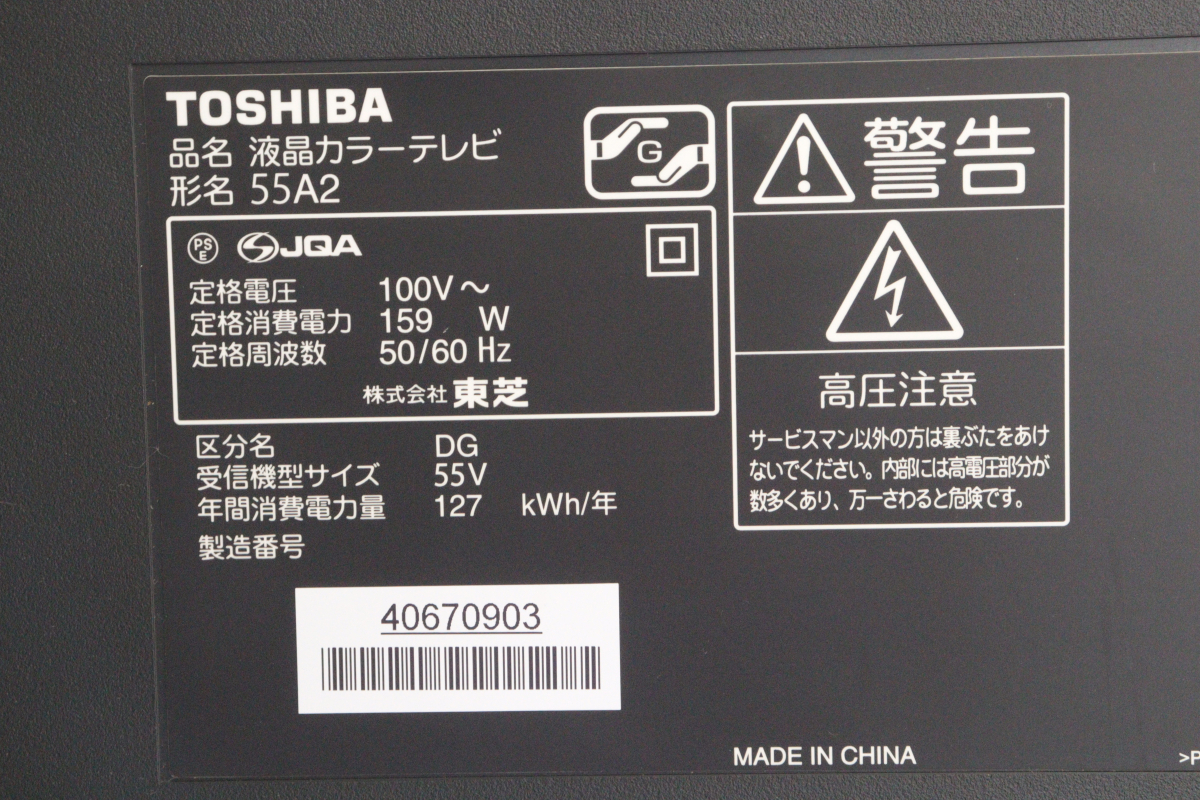 TOSHIBA
品名 液晶カラーテレビ
形名 55A2
G
PS
E
JQA
定格電圧 100V～
定格消費電力 159 W
定格周波数 50/60 Hz
株式会社 東芝
区分名 DG
受信機型サイズ 55V
年間消費電力量 127 kWh/年
製造番号
40670903
警告
高圧注意
サービスマン以外の方は裏ぶたをあけ
ないでください。内部には高電圧部分が
数多くあり、万一さわると危険です。
MADE IN CHINA
>P